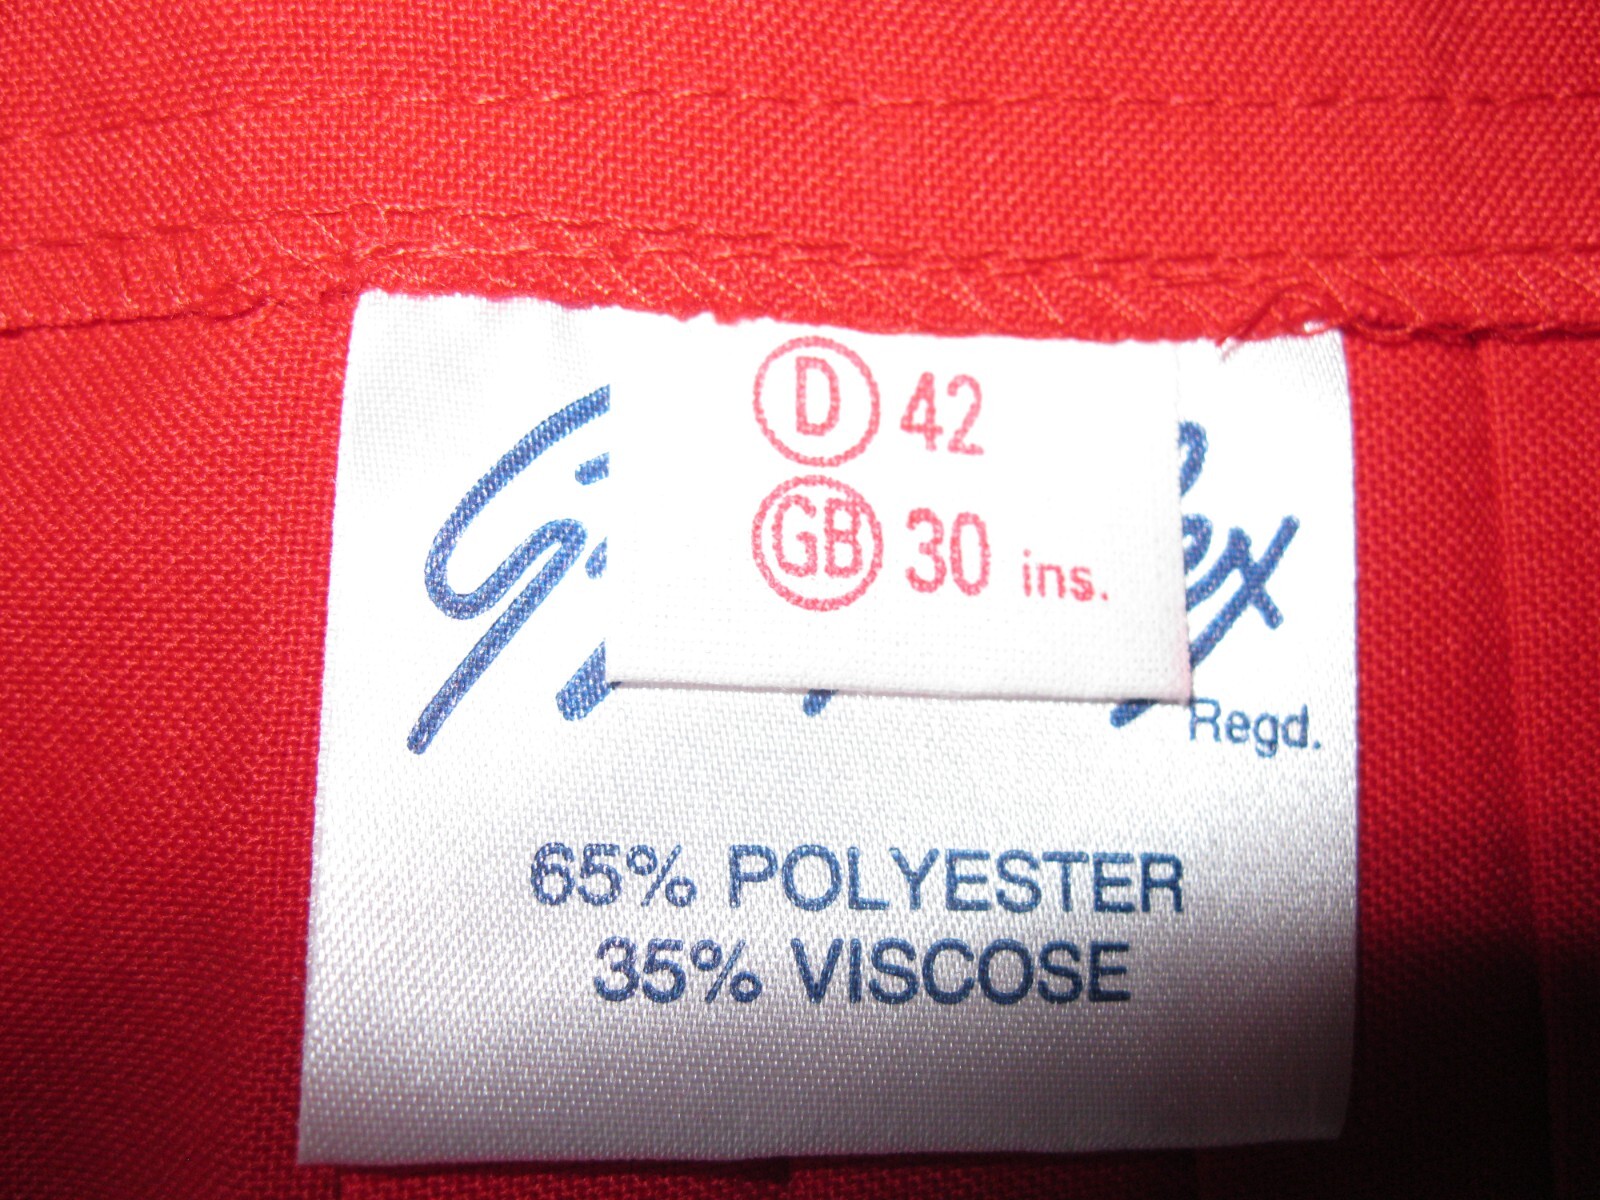 D 42
GB 30 ins.
Regd.
65% POLYESTER
35% VISCOSE